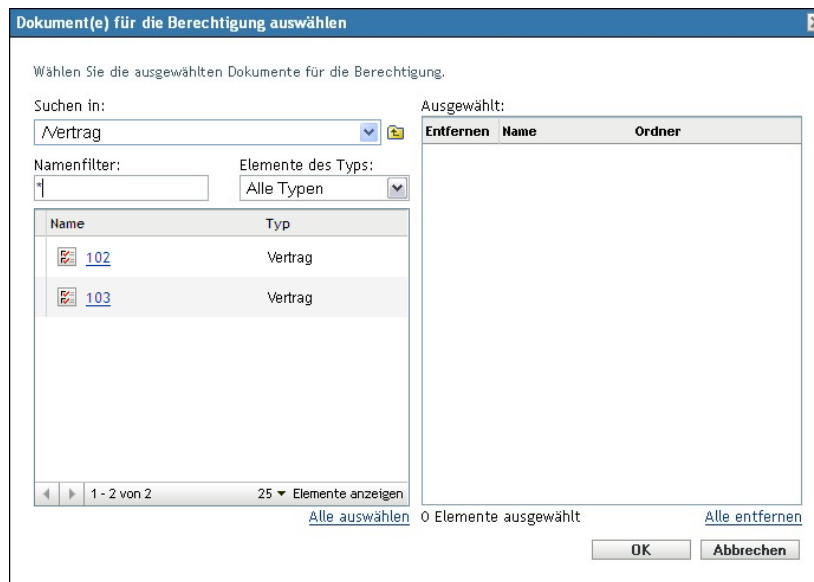 Dokument(e) für die Berechtigung auswählen
Wählen Sie die ausgewählten Dokumente für die Berechtigung.
Suchen in:
/Vertrag
Namenfilter:
Elemente des Typs:
*
Alle Typen
Name Typ
102 Vertrag
103 Vertrag
1 - 2 von 2
25 Elemente anzeigen
Alle auswählen
Ausgewählt:
Entfernen Name Ordner
0 Elemente ausgewählt
Alle entfernen
OK
Abbrechen